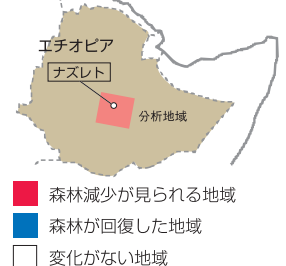 エチオピア
ナズレト
分析地域
森林減少が見られる地域
森林が回復した地域
変化がない地域